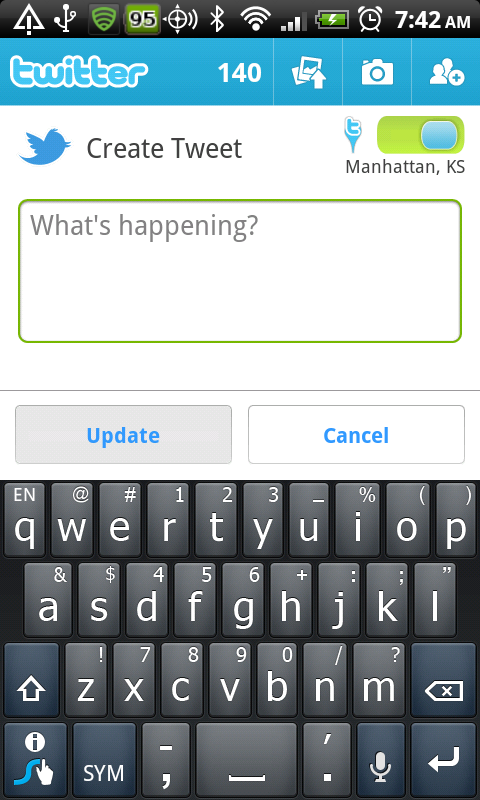 95
7:42 AM
twitter 140
Create Tweet
Manhattan, KS
What's happening?
Update Cancel
EN @ # 1 2 3 _ % ( )
q w e r t y u i o p
& $ 4 5 6 + : ; "
a s d f g h j k l
! 7 8 9 0 / ?
z x c v b n m
SYM - ; ' .